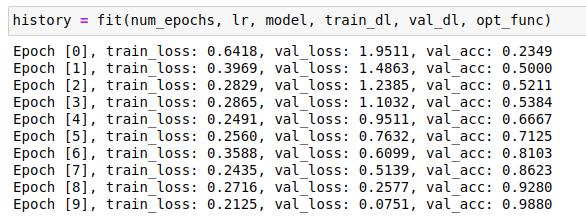 history = fit(num_epochs, lr, model, train_dl, val_dl, opt_func)
Epoch [0], train_loss: 0.6418, val_loss: 1.9511, val_acc: 0.2349
Epoch [1], train_loss: 0.3969, val_loss: 1.4863, val_acc: 0.5000
Epoch [2], train_loss: 0.2829, val_loss: 1.2385, val_acc: 0.5211
Epoch [3], train_loss: 0.2865, val_loss: 1.1032, val_acc: 0.5384
Epoch [4], train_loss: 0.2491, val_loss: 0.9511, val_acc: 0.6667
Epoch [5], train_loss: 0.2560, val_loss: 0.7632, val_acc: 0.7125
Epoch [6], train_loss: 0.3588, val_loss: 0.6099, val_acc: 0.8103
Epoch [7], train_loss: 0.2435, val_loss: 0.5139, val_acc: 0.8623
Epoch [8], train_loss: 0.2716, val_loss: 0.2577, val_acc: 0.9280
Epoch [9], train_loss: 0.2125, val_loss: 0.0751, val_acc: 0.9880